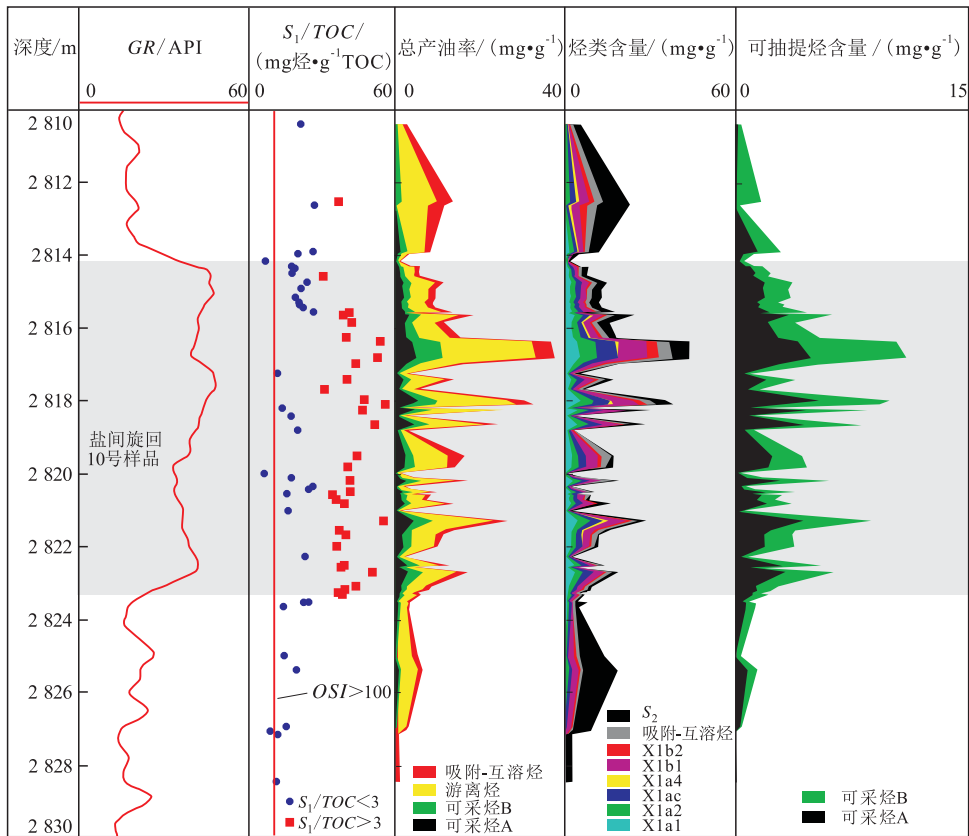 深度/m
GR/API
S₁/TOC/
(mg烃•g⁻¹TOC)
总产油率/(mg•g⁻¹)
烃类含量/(mg•g⁻¹)
可抽提烃含量/(mg•g⁻¹)
0 60
0 60
0 40
0 60
0 15
2 810
2 812
2 814
2 816
2 818
2 820
2 822
2 824
2 826
2 828
2 830
盐间旋回
10号样品
OSI>100
S₁/TOC<3
S₁/TOC>3
吸附-互溶烃
游离烃
可采烃B
可采烃A
S₂
吸附-互溶烃
X1b2
X1b1
X1a4
X1ac
X1a2
X1a1
可采烃B
可采烃A